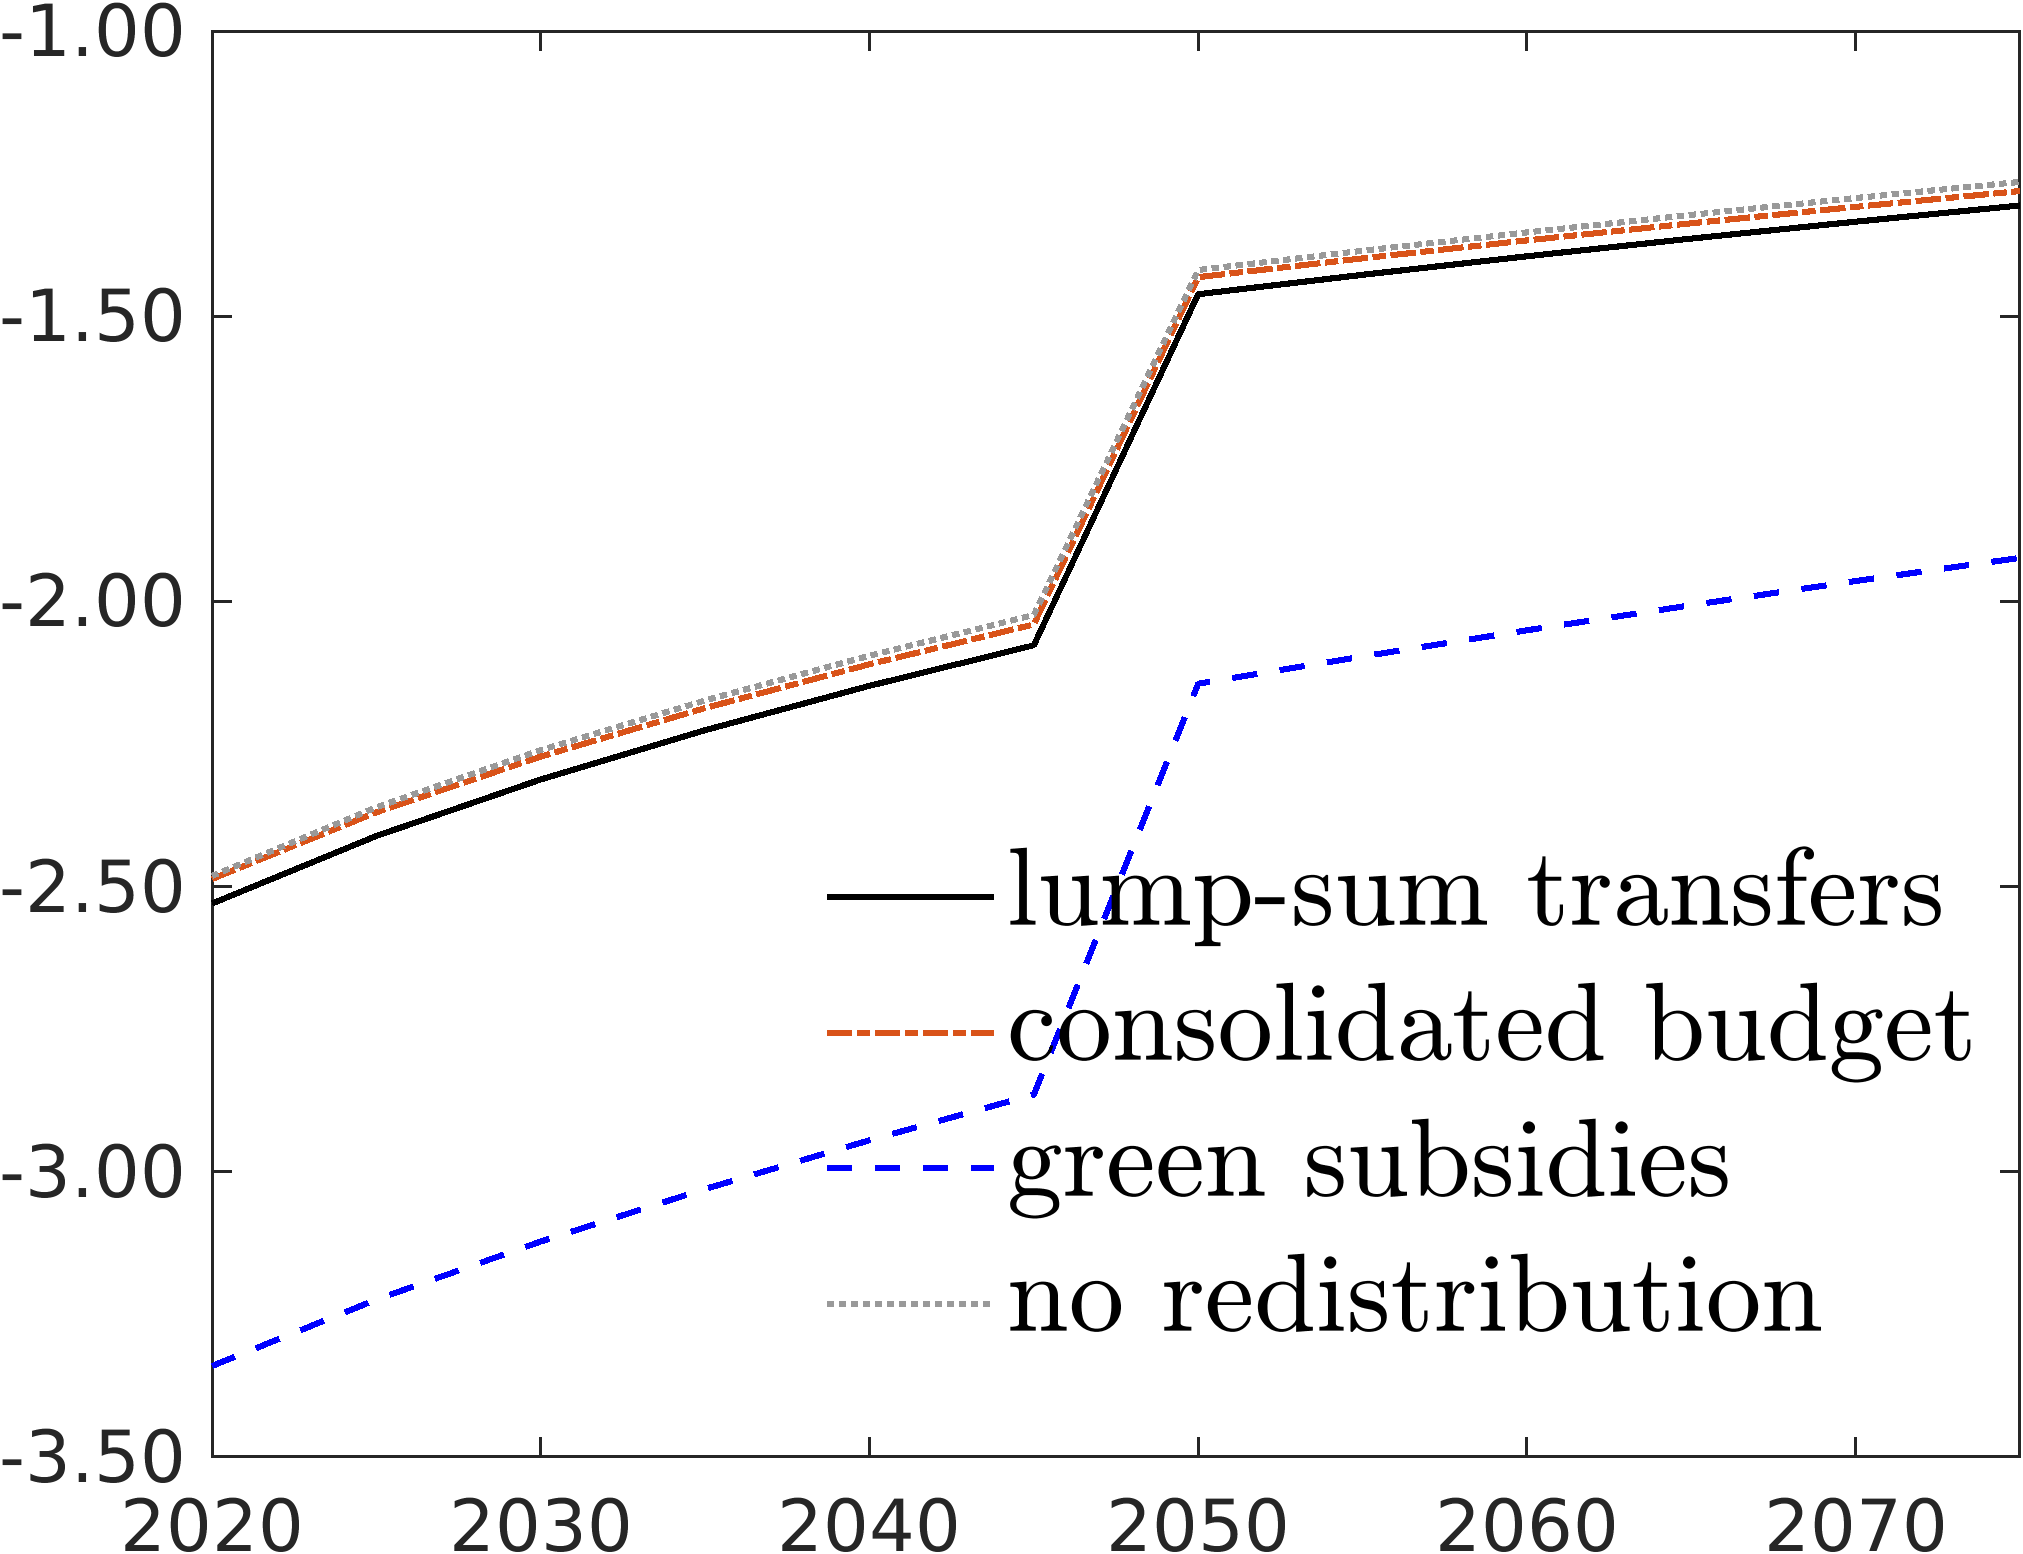 -1.00
-1.50
-2.00
-2.50
-3.00
-3.50
lump-sum transfers
consolidated budget
green subsidies
no redistribution
2020 2030 2040 2050 2060 2070